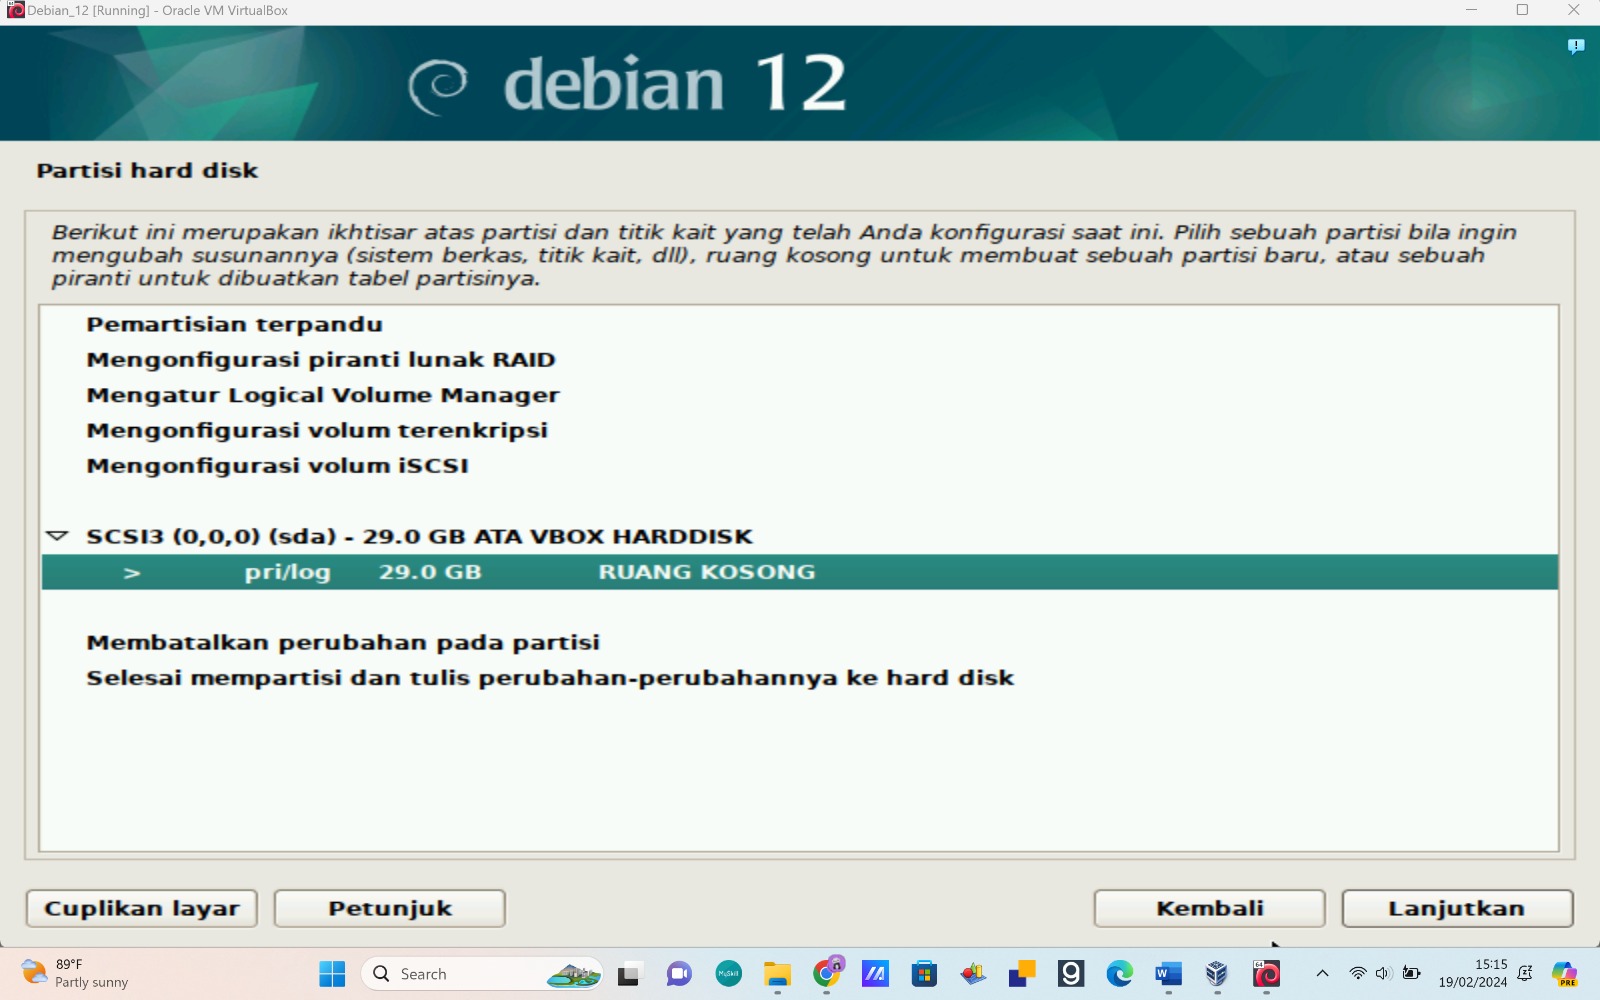 Debian_12 [Running] - Oracle VM VirtualBox
debian 12
Partisi hard disk
Berikut ini merupakan ikhtisar atas partisi dan titik kait yang telah Anda konfigurasi saat ini. Pilih sebuah partisi bila ingin
mengubah susunannya (sistem berkas, titik kait, dll), ruang kosong untuk membuat sebuah partisi baru, atau sebuah
piranti untuk dibuatkan tabel partisinya.
Pemartisian terpandu
Mengonfigurasi piranti lunak RAID
Mengatur Logical Volume Manager
Mengonfigurasi volum terenkripsi
Mengonfigurasi volum iSCSI
SCSI3 (0,0,0) (sda) - 29.0 GB ATA VBOX HARDDISK
> pri/log 29.0 GB RUANG KOSONG
Membatalkan perubahan pada partisi
Selesai mempartisi dan tulis perubahan-perubahannya ke hard disk
Cuplikan layar Petunjuk Kembali Lanjutkan
89°F
Partly sunny
Search
15:15
19/02/2024
PRE